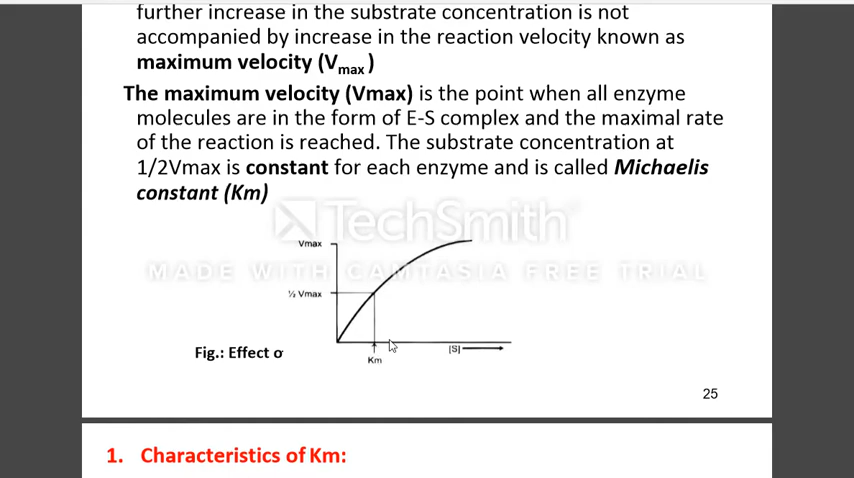 further increase in the substrate concentration is not
accompanied by increase in the reaction velocity known as
maximum velocity (Vmax)
The maximum velocity (Vmax) is the point when all enzyme
molecules are in the form of E-S complex and the maximal rate
of the reaction is reached. The substrate concentration at
1/2Vmax is constant for each enzyme and is called Michaelis
constant (Km)
TechSmith
MADE WITH CAMTASIA FREE TRIAL
Vmax
½ Vmax
Fig.: Effect o
Km
|S|
25
1. Characteristics of Km: